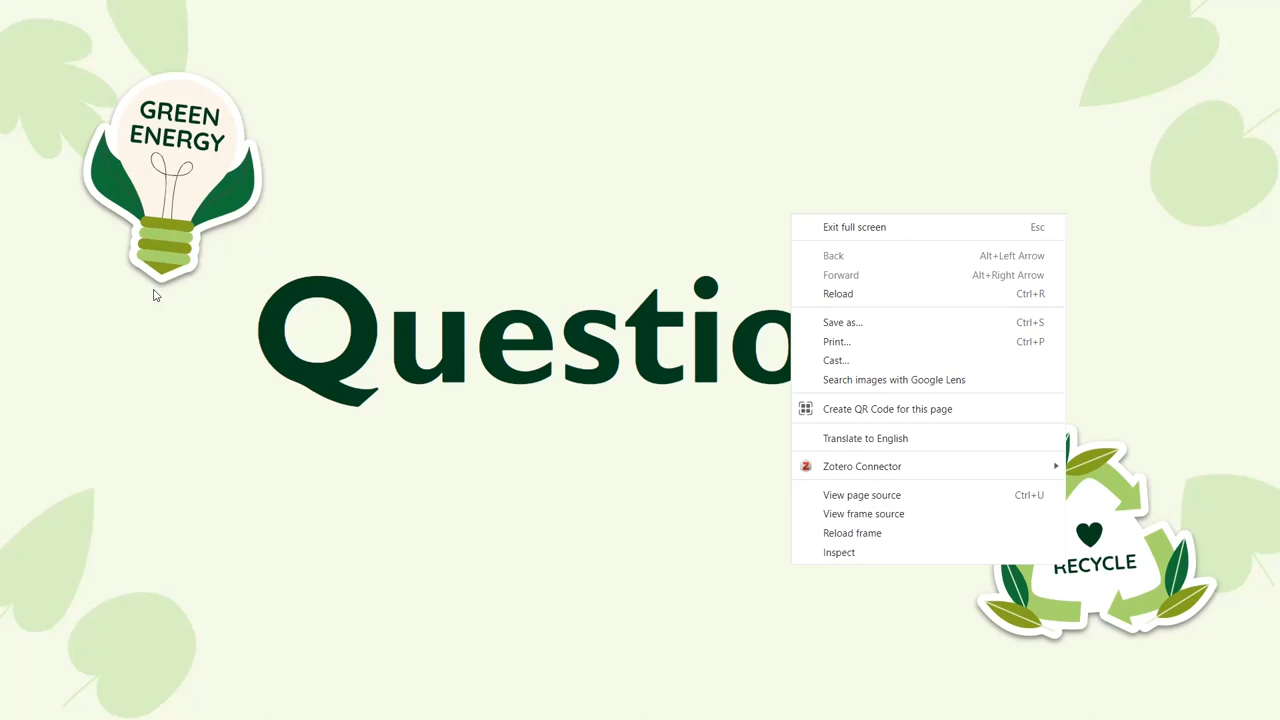 GREEN
ENERGY
Questio
Exit full screen Esc
Back Alt+Left Arrow
Forward Alt+Right Arrow
Reload Ctrl+R
Save as... Ctrl+S
Print... Ctrl+P
Cast...
Search images with Google Lens
Create QR Code for this page
Translate to English
Zotero Connector
View page source Ctrl+U
View frame source
Reload frame
Inspect
RECYCLE